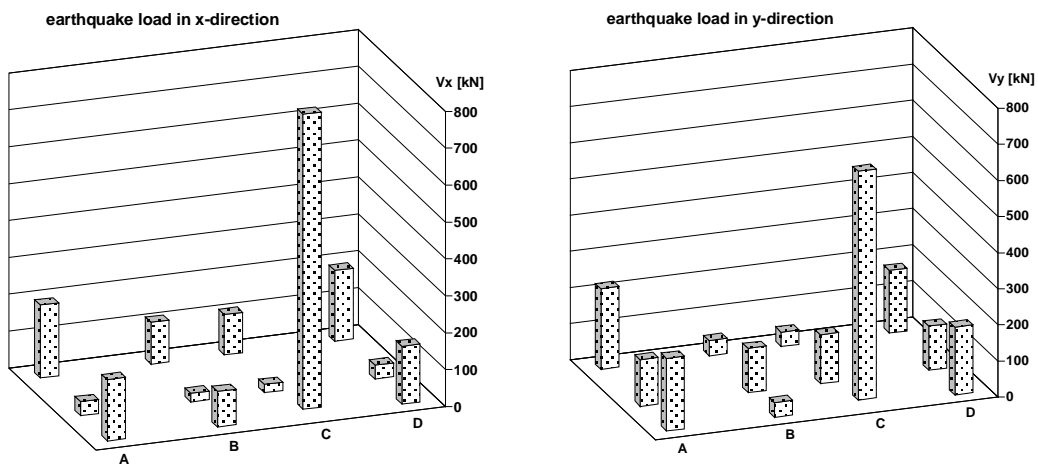 earthquake load in x-direction
Vx [kN]
800
700
600
500
400
300
200
100
0
A
B
C
D
earthquake load in y-direction
Vy [kN]
800
700
600
500
400
300
200
100
0
A
B
C
D